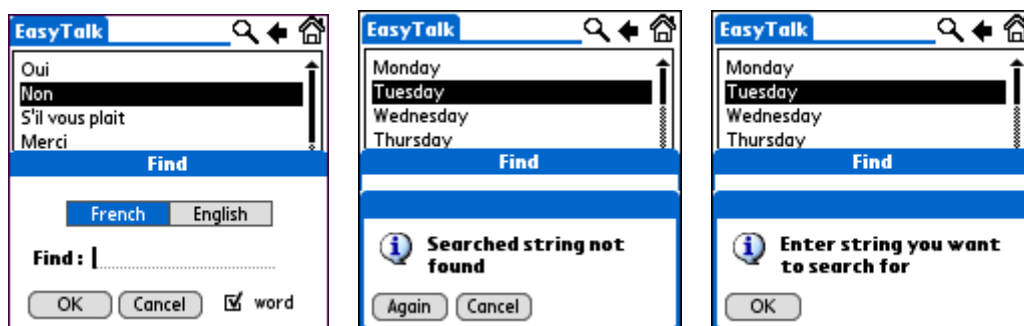 EasyTalk
Oui
Non
S'il vous plait
Merci
Find
French English
Find :
OK Cancel word
EasyTalk
Monday
Tuesday
Wednesday
Thursday
Find
Searched string not
found
Again Cancel
EasyTalk
Monday
Tuesday
Wednesday
Thursday
Find
Enter string you want
to search for
OK